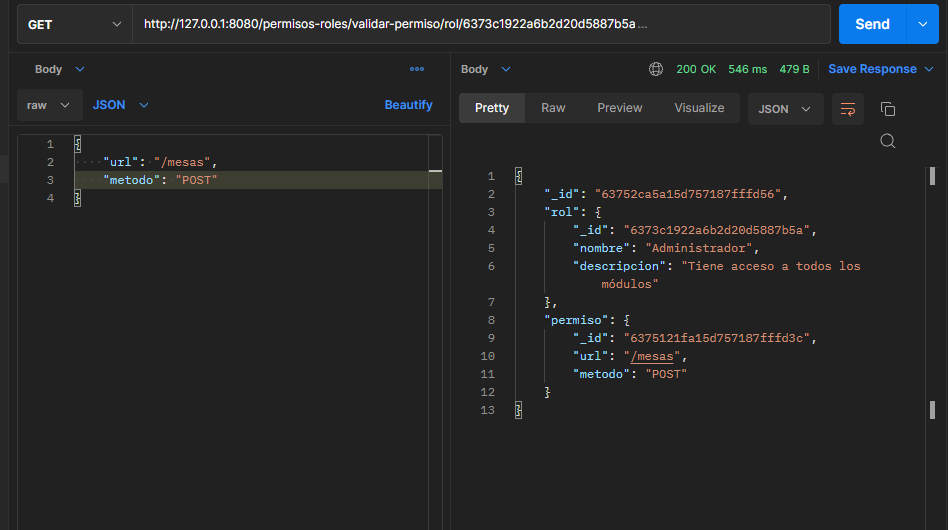 GET
http://127.0.0.1:8080/permisos-roles/validar-permiso/rol/6373c1922a6b2d20d5887b5a...
Send
Body
raw
JSON
Beautify
1 {
2 "url": "/mesas",
3 "metodo": "POST"
4 }
Body
200 OK 546 ms 479 B
Save Response
Pretty
Raw
Preview
Visualize
JSON
1 {
2 "_id": "63752ca5a15d757187fffd56",
3 "rol": {
4 "_id": "6373c1922a6b2d20d5887b5a",
5 "nombre": "Administrador",
6 "descripcion": "Tiene acceso a todos los
módulos"
7 },
8 "permiso": {
9 "_id": "6375121fa15d757187fffd3c",
10 "url": "/mesas",
11 "metodo": "POST"
12 }
13 }